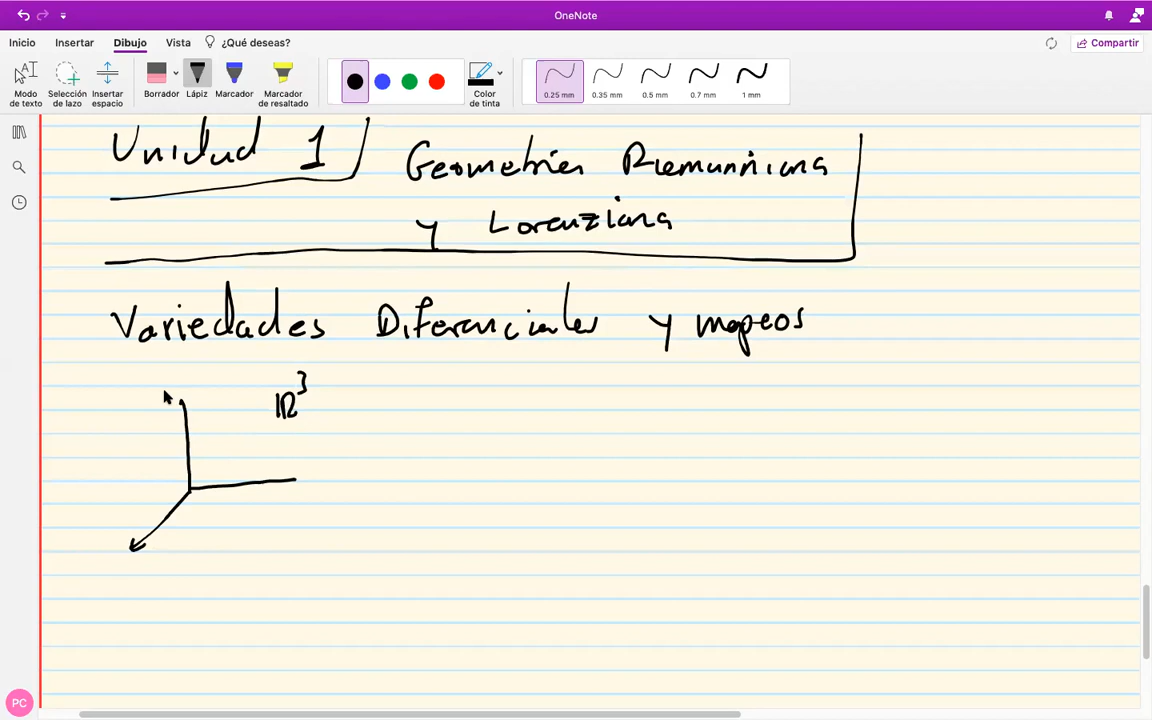 OneNote
Inicio Insertar Dibujo Vista ¿Qué deseas? Compartir
Modo de texto
Selección de lazo
Insertar espacio
Borrador
Lápiz
Marcador
Marcador de resaltado
Color de tinta
0.25 mm
0.35 mm
0.5 mm
0.7 mm
1 mm
Unidad 1
Geometrías Riemanniana
y Lorenziana
Variedades Diferenciales y mapeos
ℝ³
PC